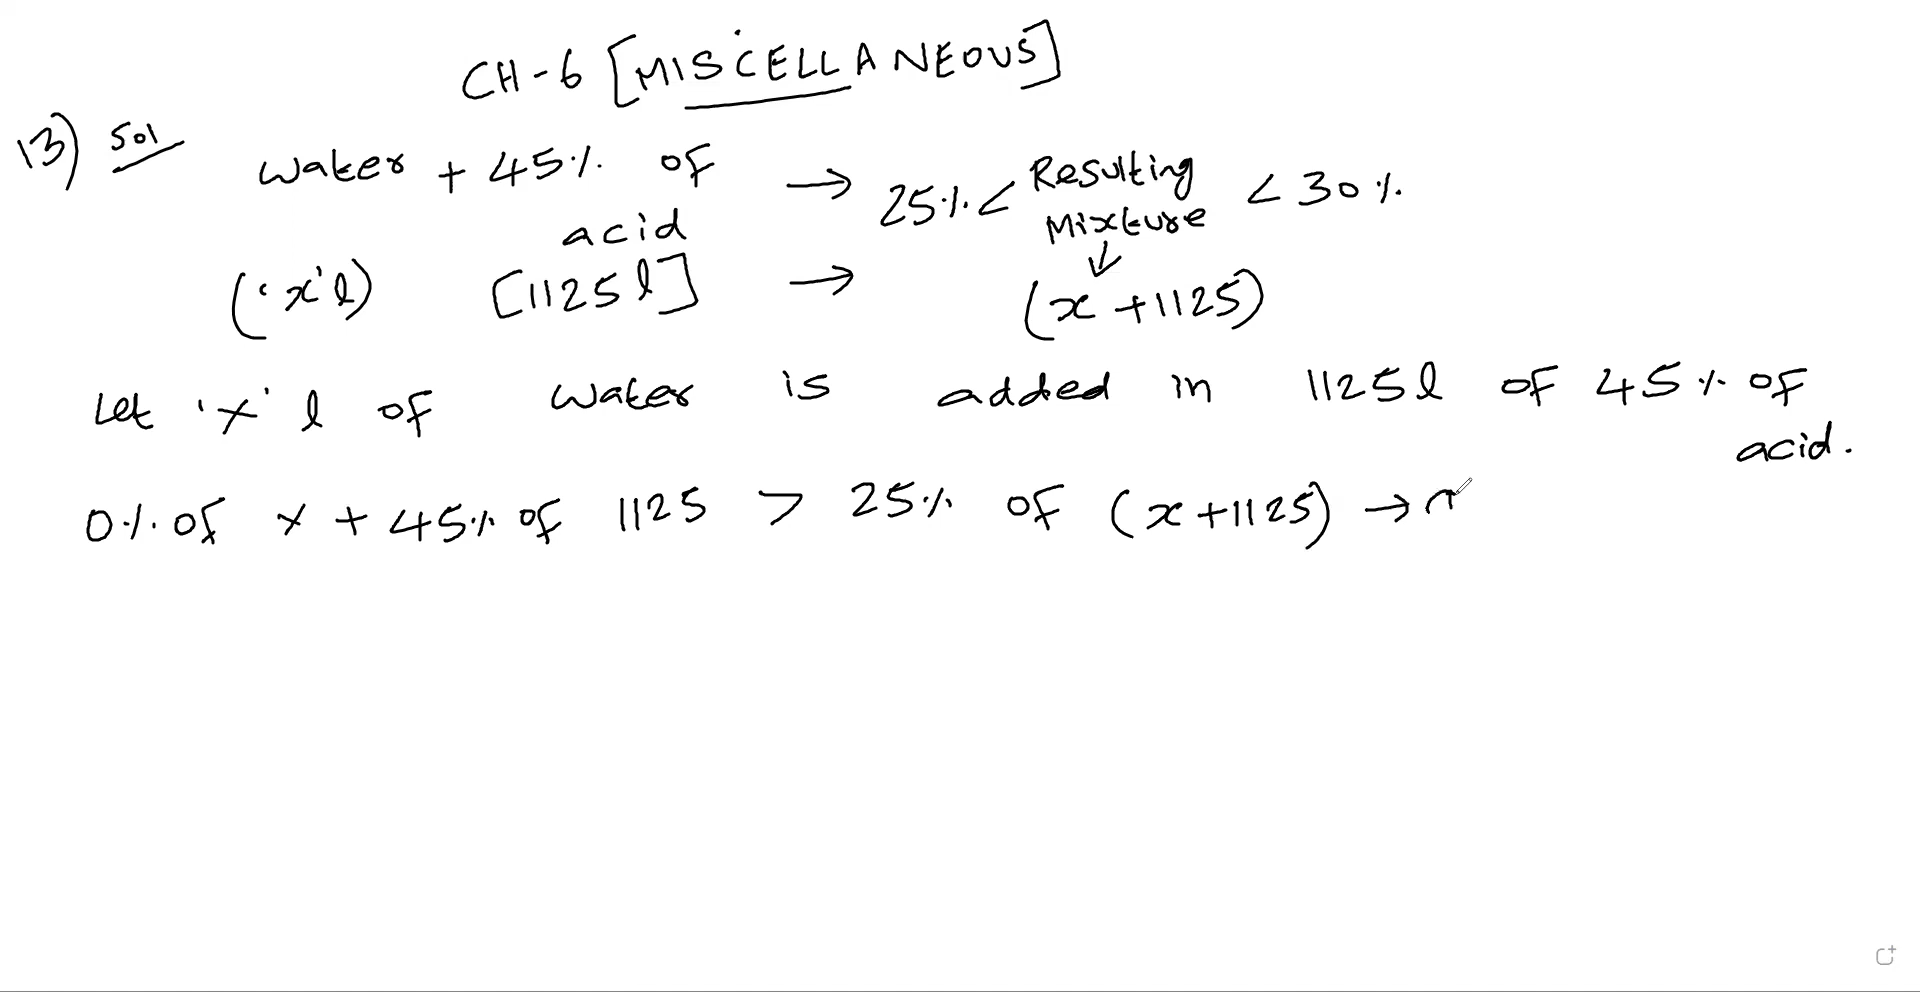 CH-6 [MISCELLANEOUS]
13) Sol
water + 45% of acid → 25% < Resulting Mixture < 30%
('x'l) [1125 l] → (x + 1125)
Let 'x' l of water is added in 1125 l of 45% of acid.
0% of x + 45% of 1125 > 25% of (x + 1125) →